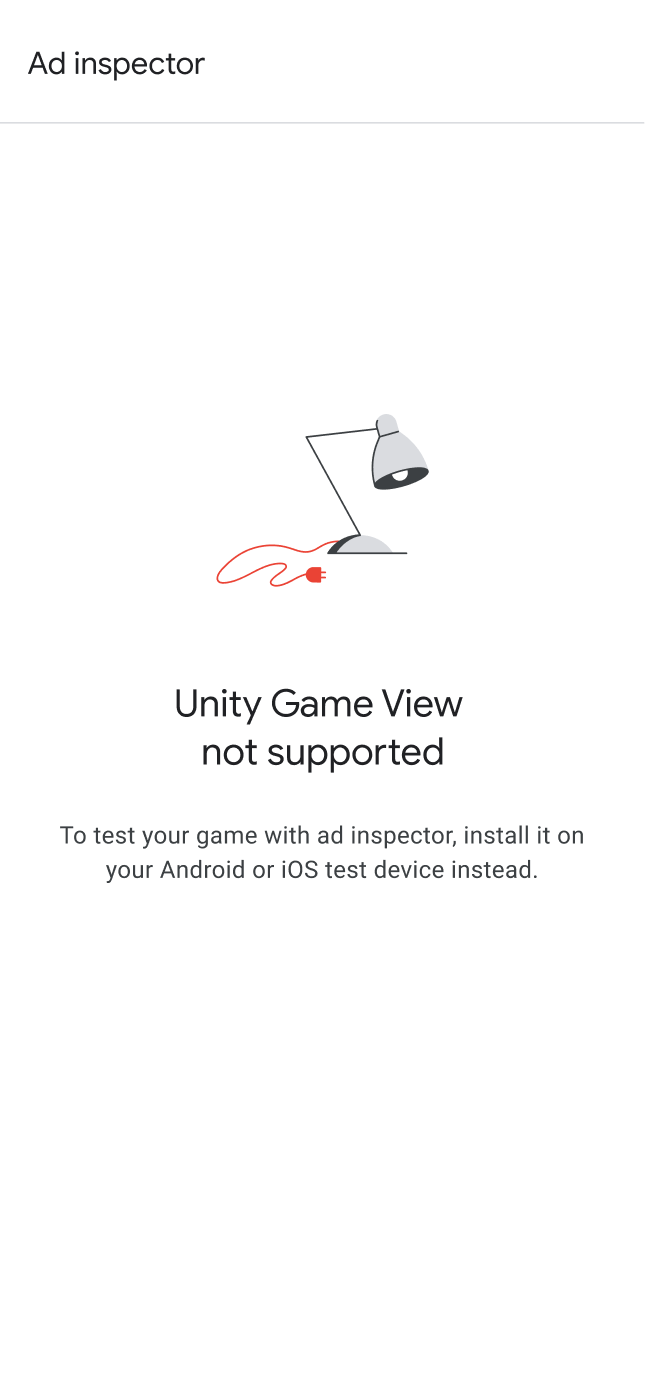 Ad inspector
Unity Game View
not supported
To test your game with ad inspector, install it on
your Android or iOS test device instead.